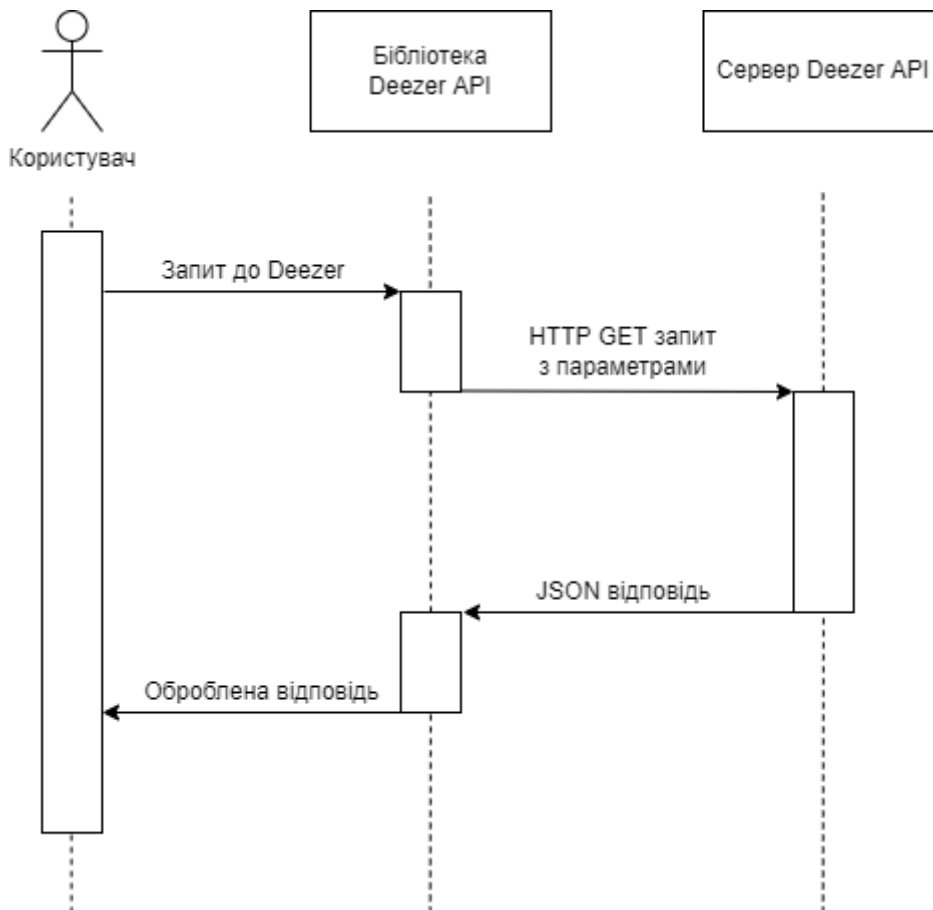 Бібліотека
Deezer API
Сервер Deezer API
Користувач
Запит до Deezer
HTTP GET запит
з параметрами
JSON відповідь
Оброблена відповідь